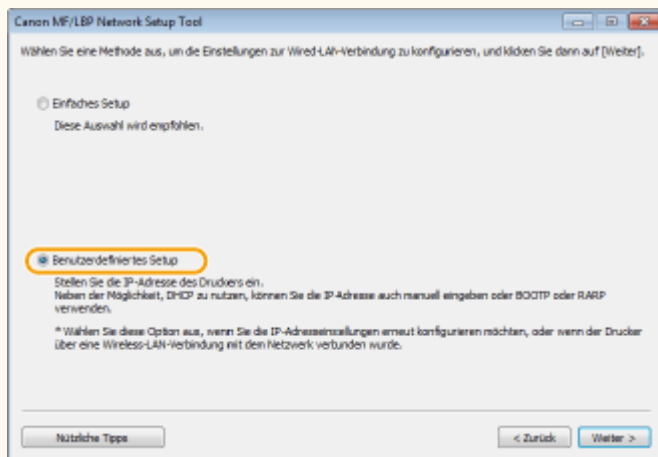 Canon MF/LBP Network Setup Tool
Wählen Sie eine Methode aus, um die Einstellungen zur Wired-LAN-Verbindung zu konfigurieren, und klicken Sie dann auf [Weiter].
Einfaches Setup
Diese Auswahl wird empfohlen.
Benutzerdefiniertes Setup
Stellen Sie die IP-Adresse des Druckers ein.
Neben der Möglichkeit, DHCP zu nutzen, können Sie die IP-Adresse auch manuell eingeben oder BOOTP oder RARP
verwenden.
* Wählen Sie diese Option aus, wenn Sie die IP-Adresseinstellungen erneut konfigurieren möchten, oder wenn der Drucker
über eine Wireless-LAN-Verbindung mit dem Netzwerk verbunden wurde.
Nützliche Tipps
< Zurück
Weiter >